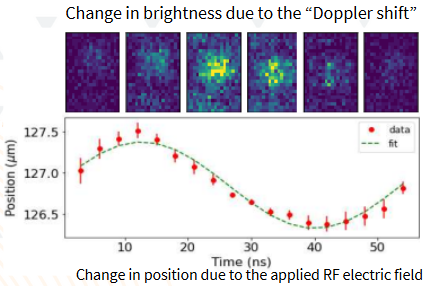 Change in brightness due to the “Doppler shift”
127.5
127.0
126.5
Position (μm)
data
fit
10 20 30 40 50
Time (ns)
Change in position due to the applied RF electric field